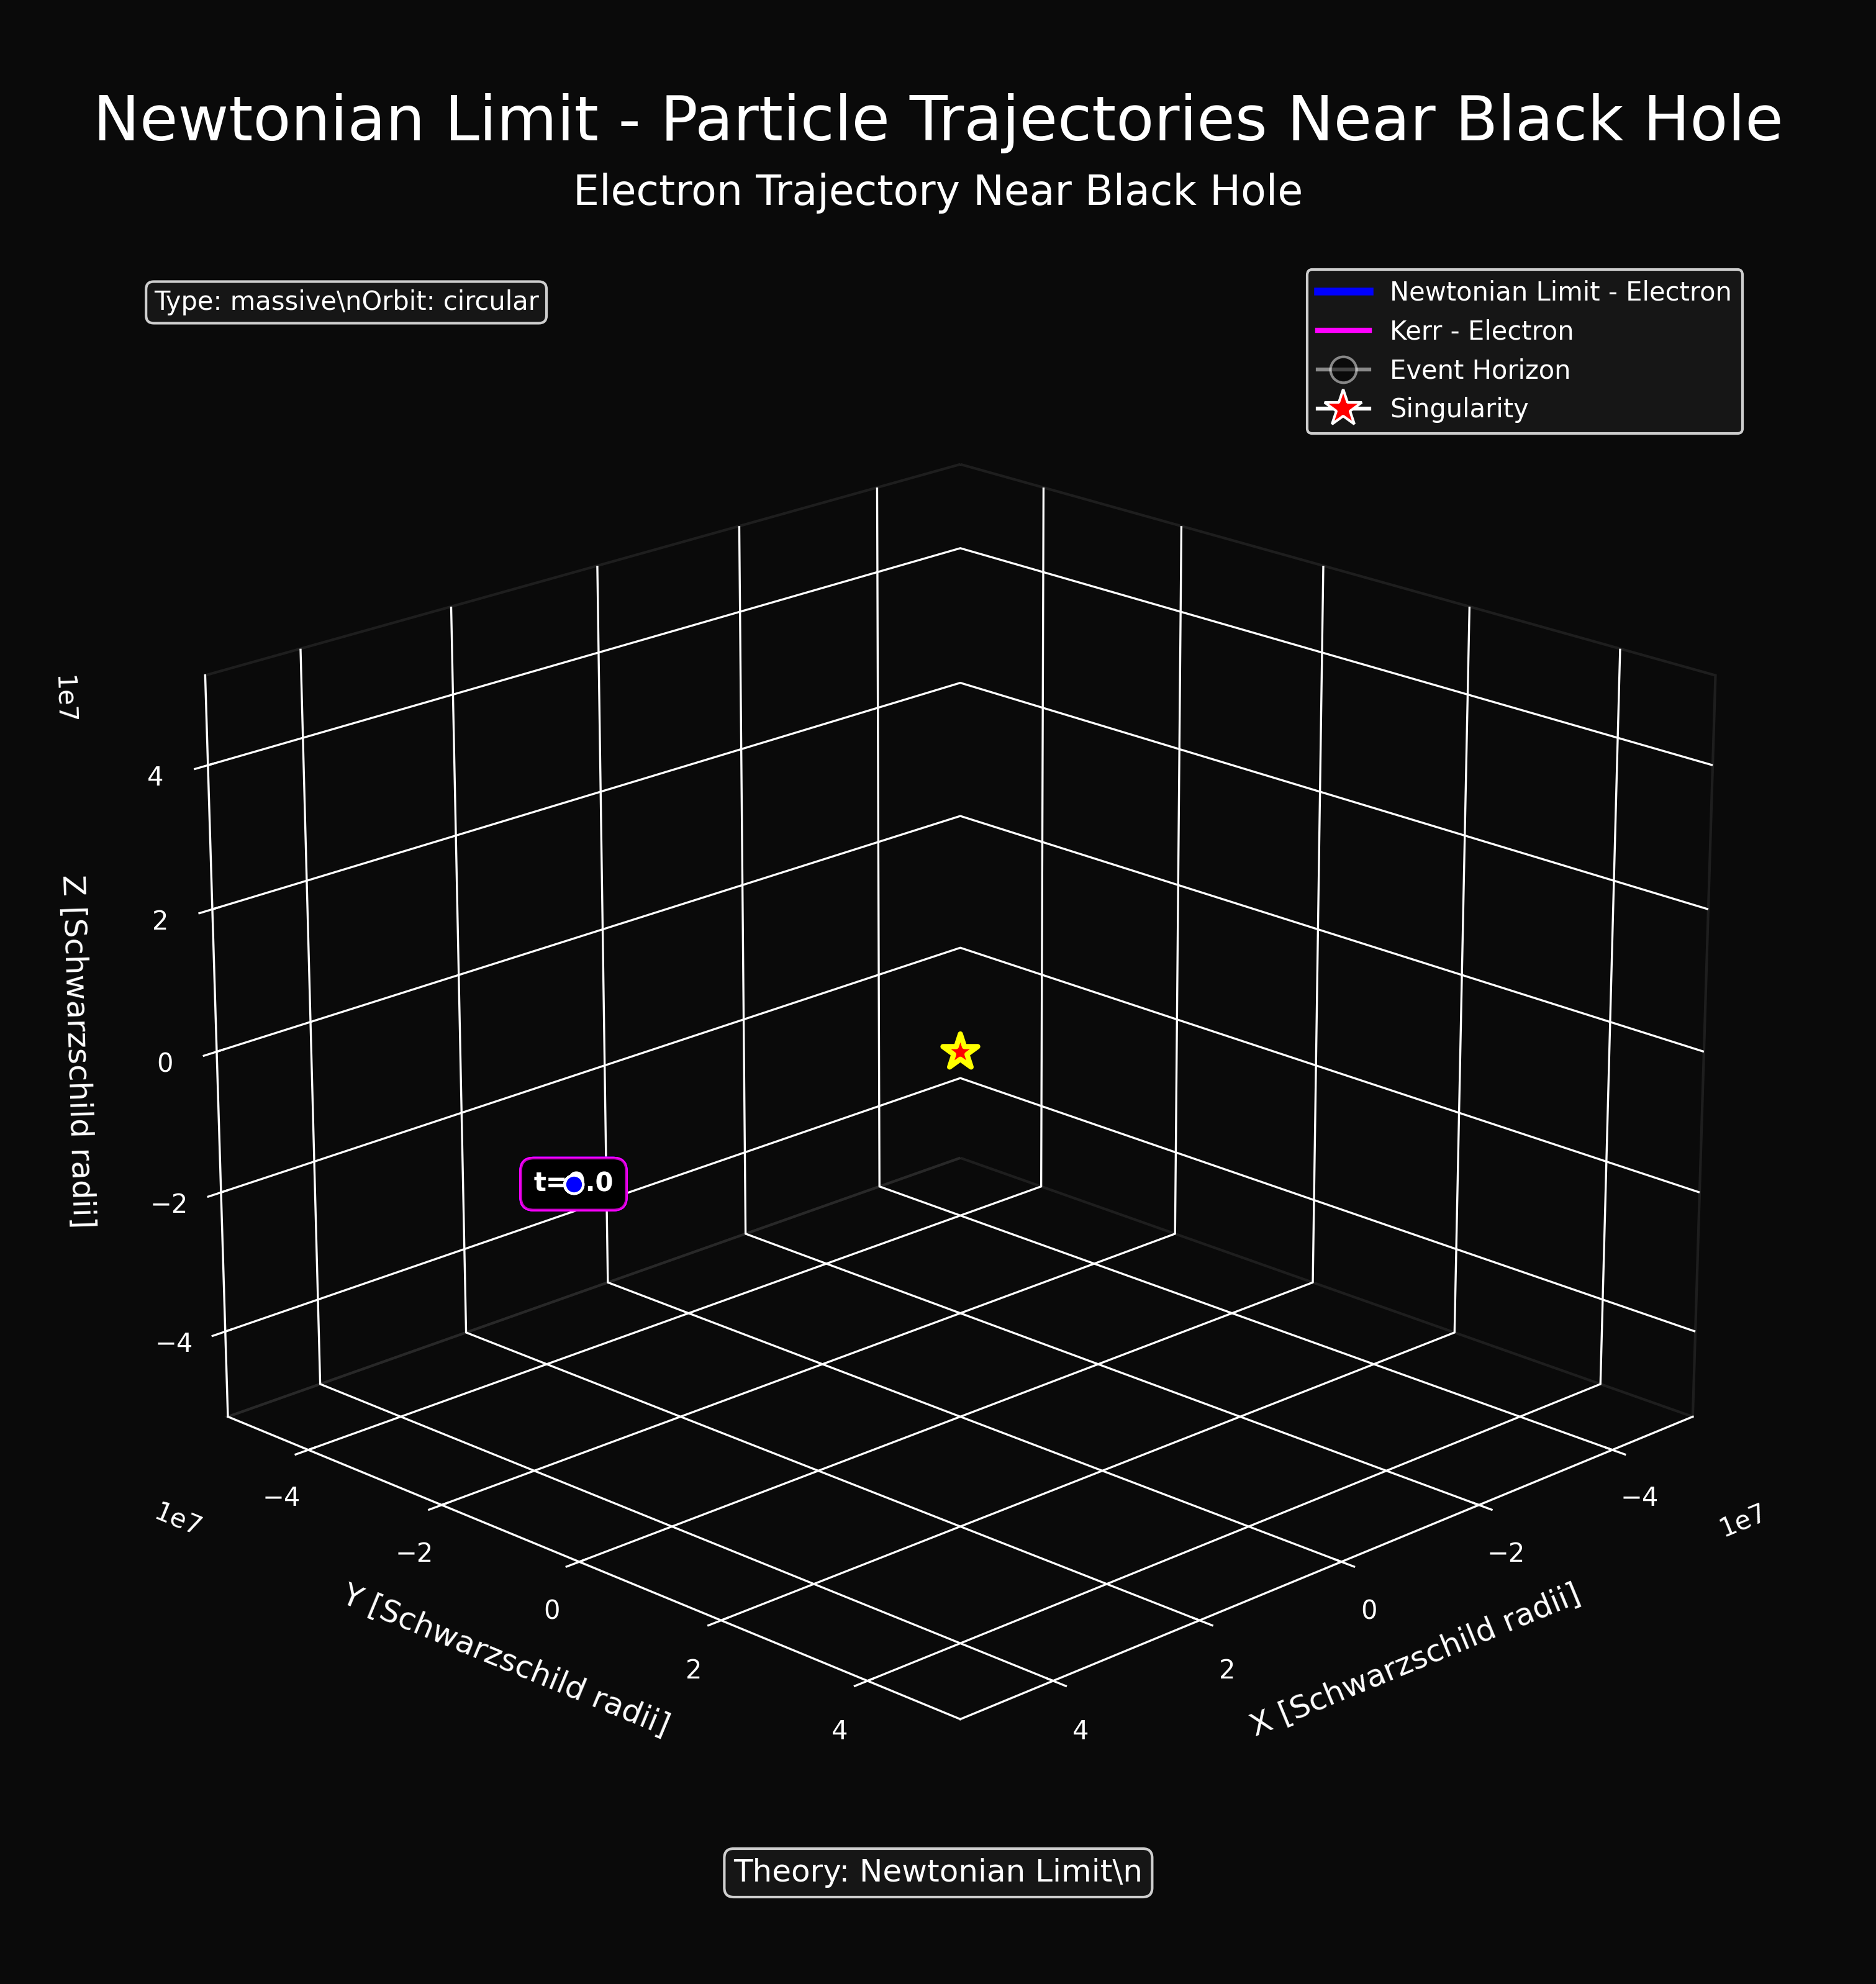 Newtonian Limit - Particle Trajectories Near Black Hole
Electron Trajectory Near Black Hole
Type: massive\nOrbit: circular
Newtonian Limit - Electron
Kerr - Electron
Event Horizon
Singularity
1e7
4
2
0
−2
−4
Z [Schwarzschild radii]
t=0.0
1e7
−4
−2
0
2
4
Y [Schwarzschild radii]
1e7
−4
−2
0
2
4
X [Schwarzschild radii]
Theory: Newtonian Limit\n